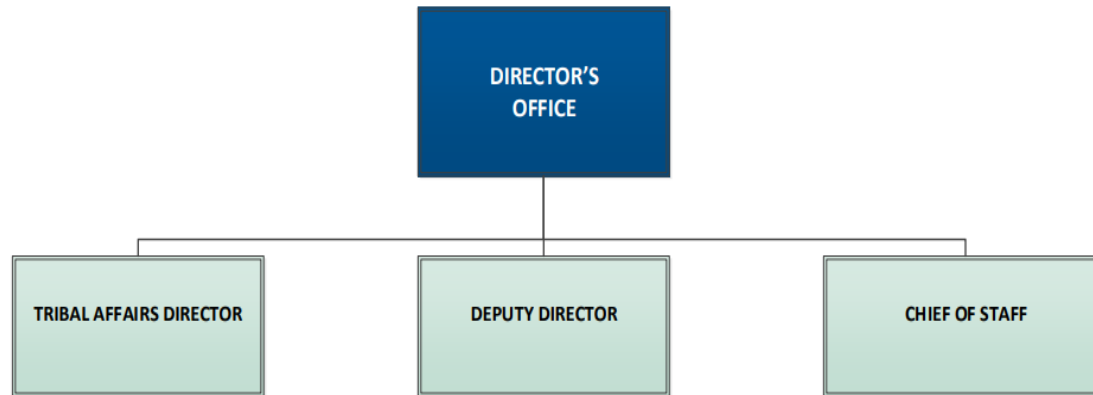 DIRECTOR’S
OFFICE
TRIBAL AFFAIRS DIRECTOR
DEPUTY DIRECTOR
CHIEF OF STAFF